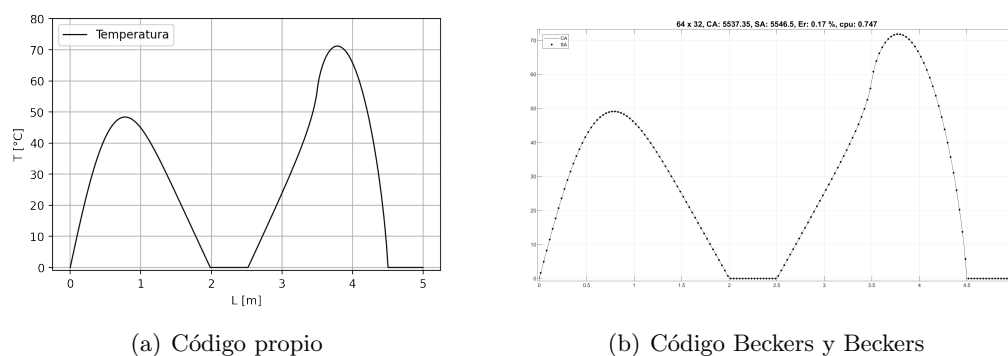 80
70
60
50
40
30
20
10
0
T [°C]
Temperatura
0 1 2 3 4 5
L [m]
(a) Código propio
64 x 32, CA: 5537.35, SA: 5546.5, Er: 0.17 %, cpu: 0.747
CA
SA
70
60
50
40
30
20
10
0
0 0.5 1 1.5 2 2.5 3 3.5 4 4.5
(b) Código Beckers y Beckers